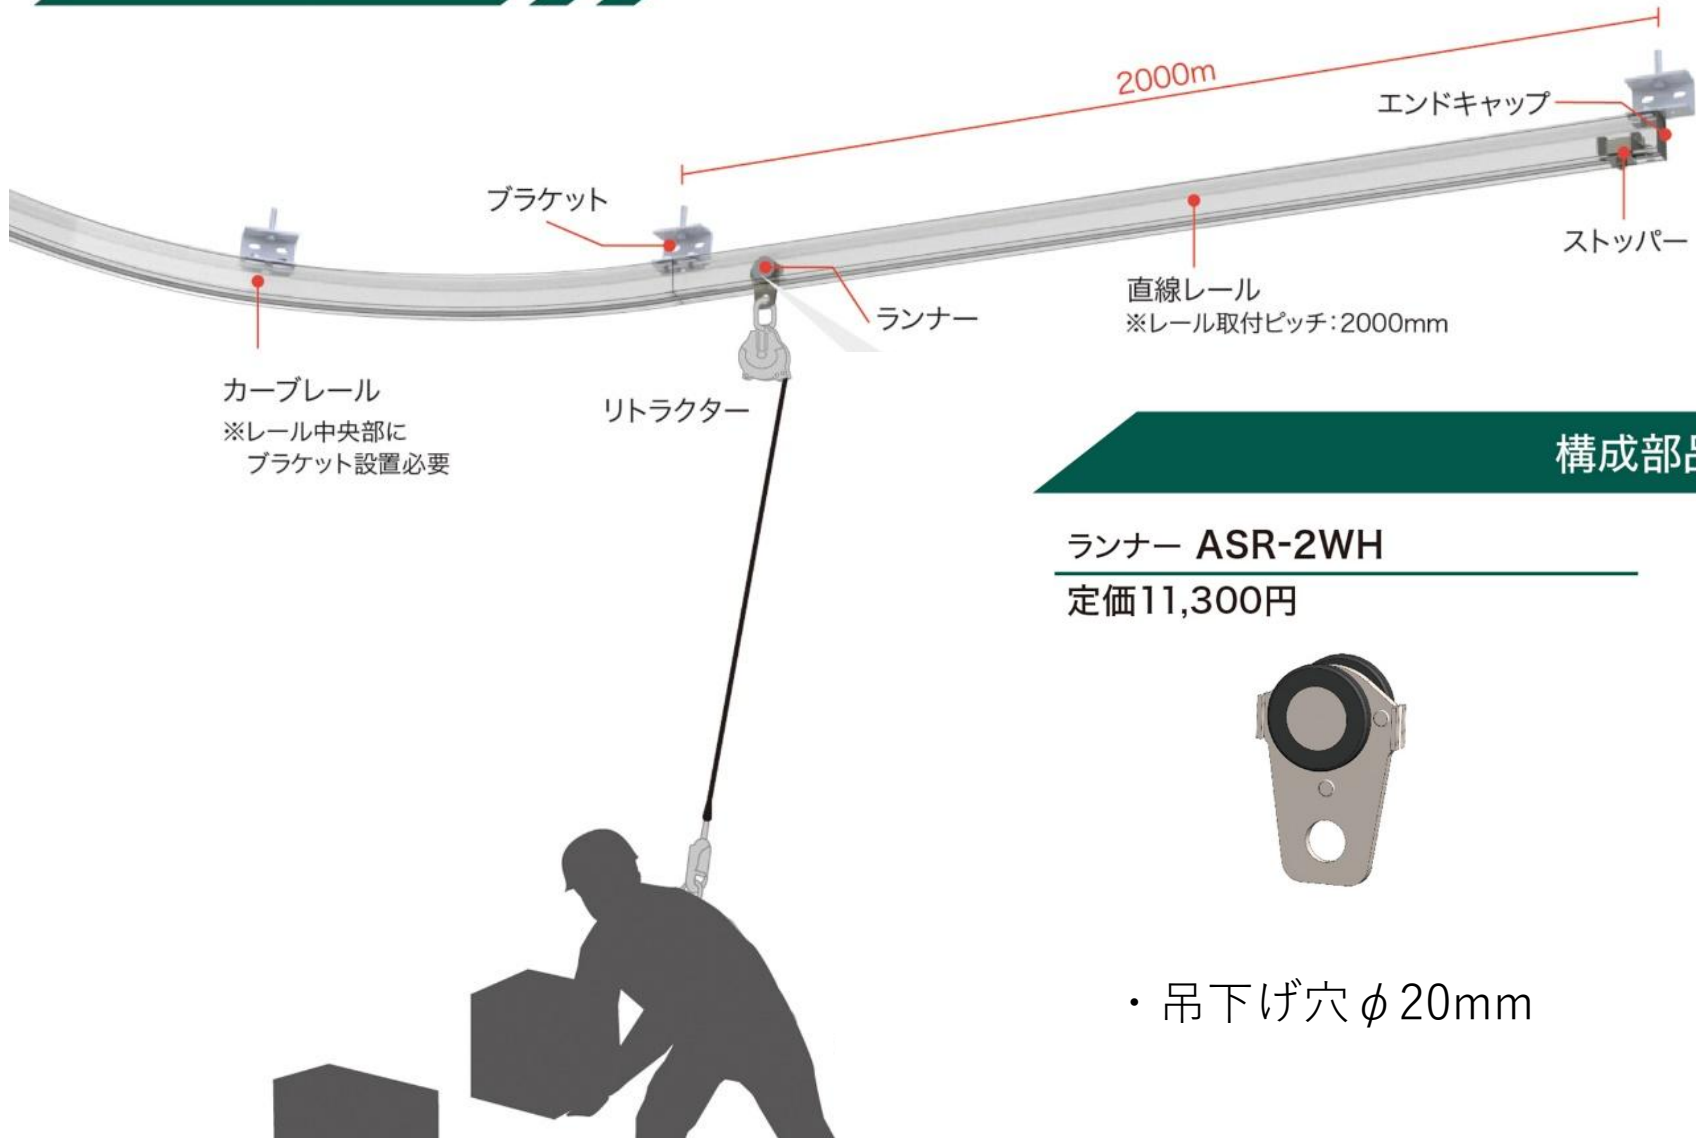 2000m
エンドキャップ
ブラケット
ストッパー
ランナー
直線レール
※レール取付ピッチ：2000mm
カーブレール
※レール中央部に
ブラケット設置必要
リトラクター
構成部品
ランナー ASR-2WH
定価11,300円
・吊下げ穴φ20mm